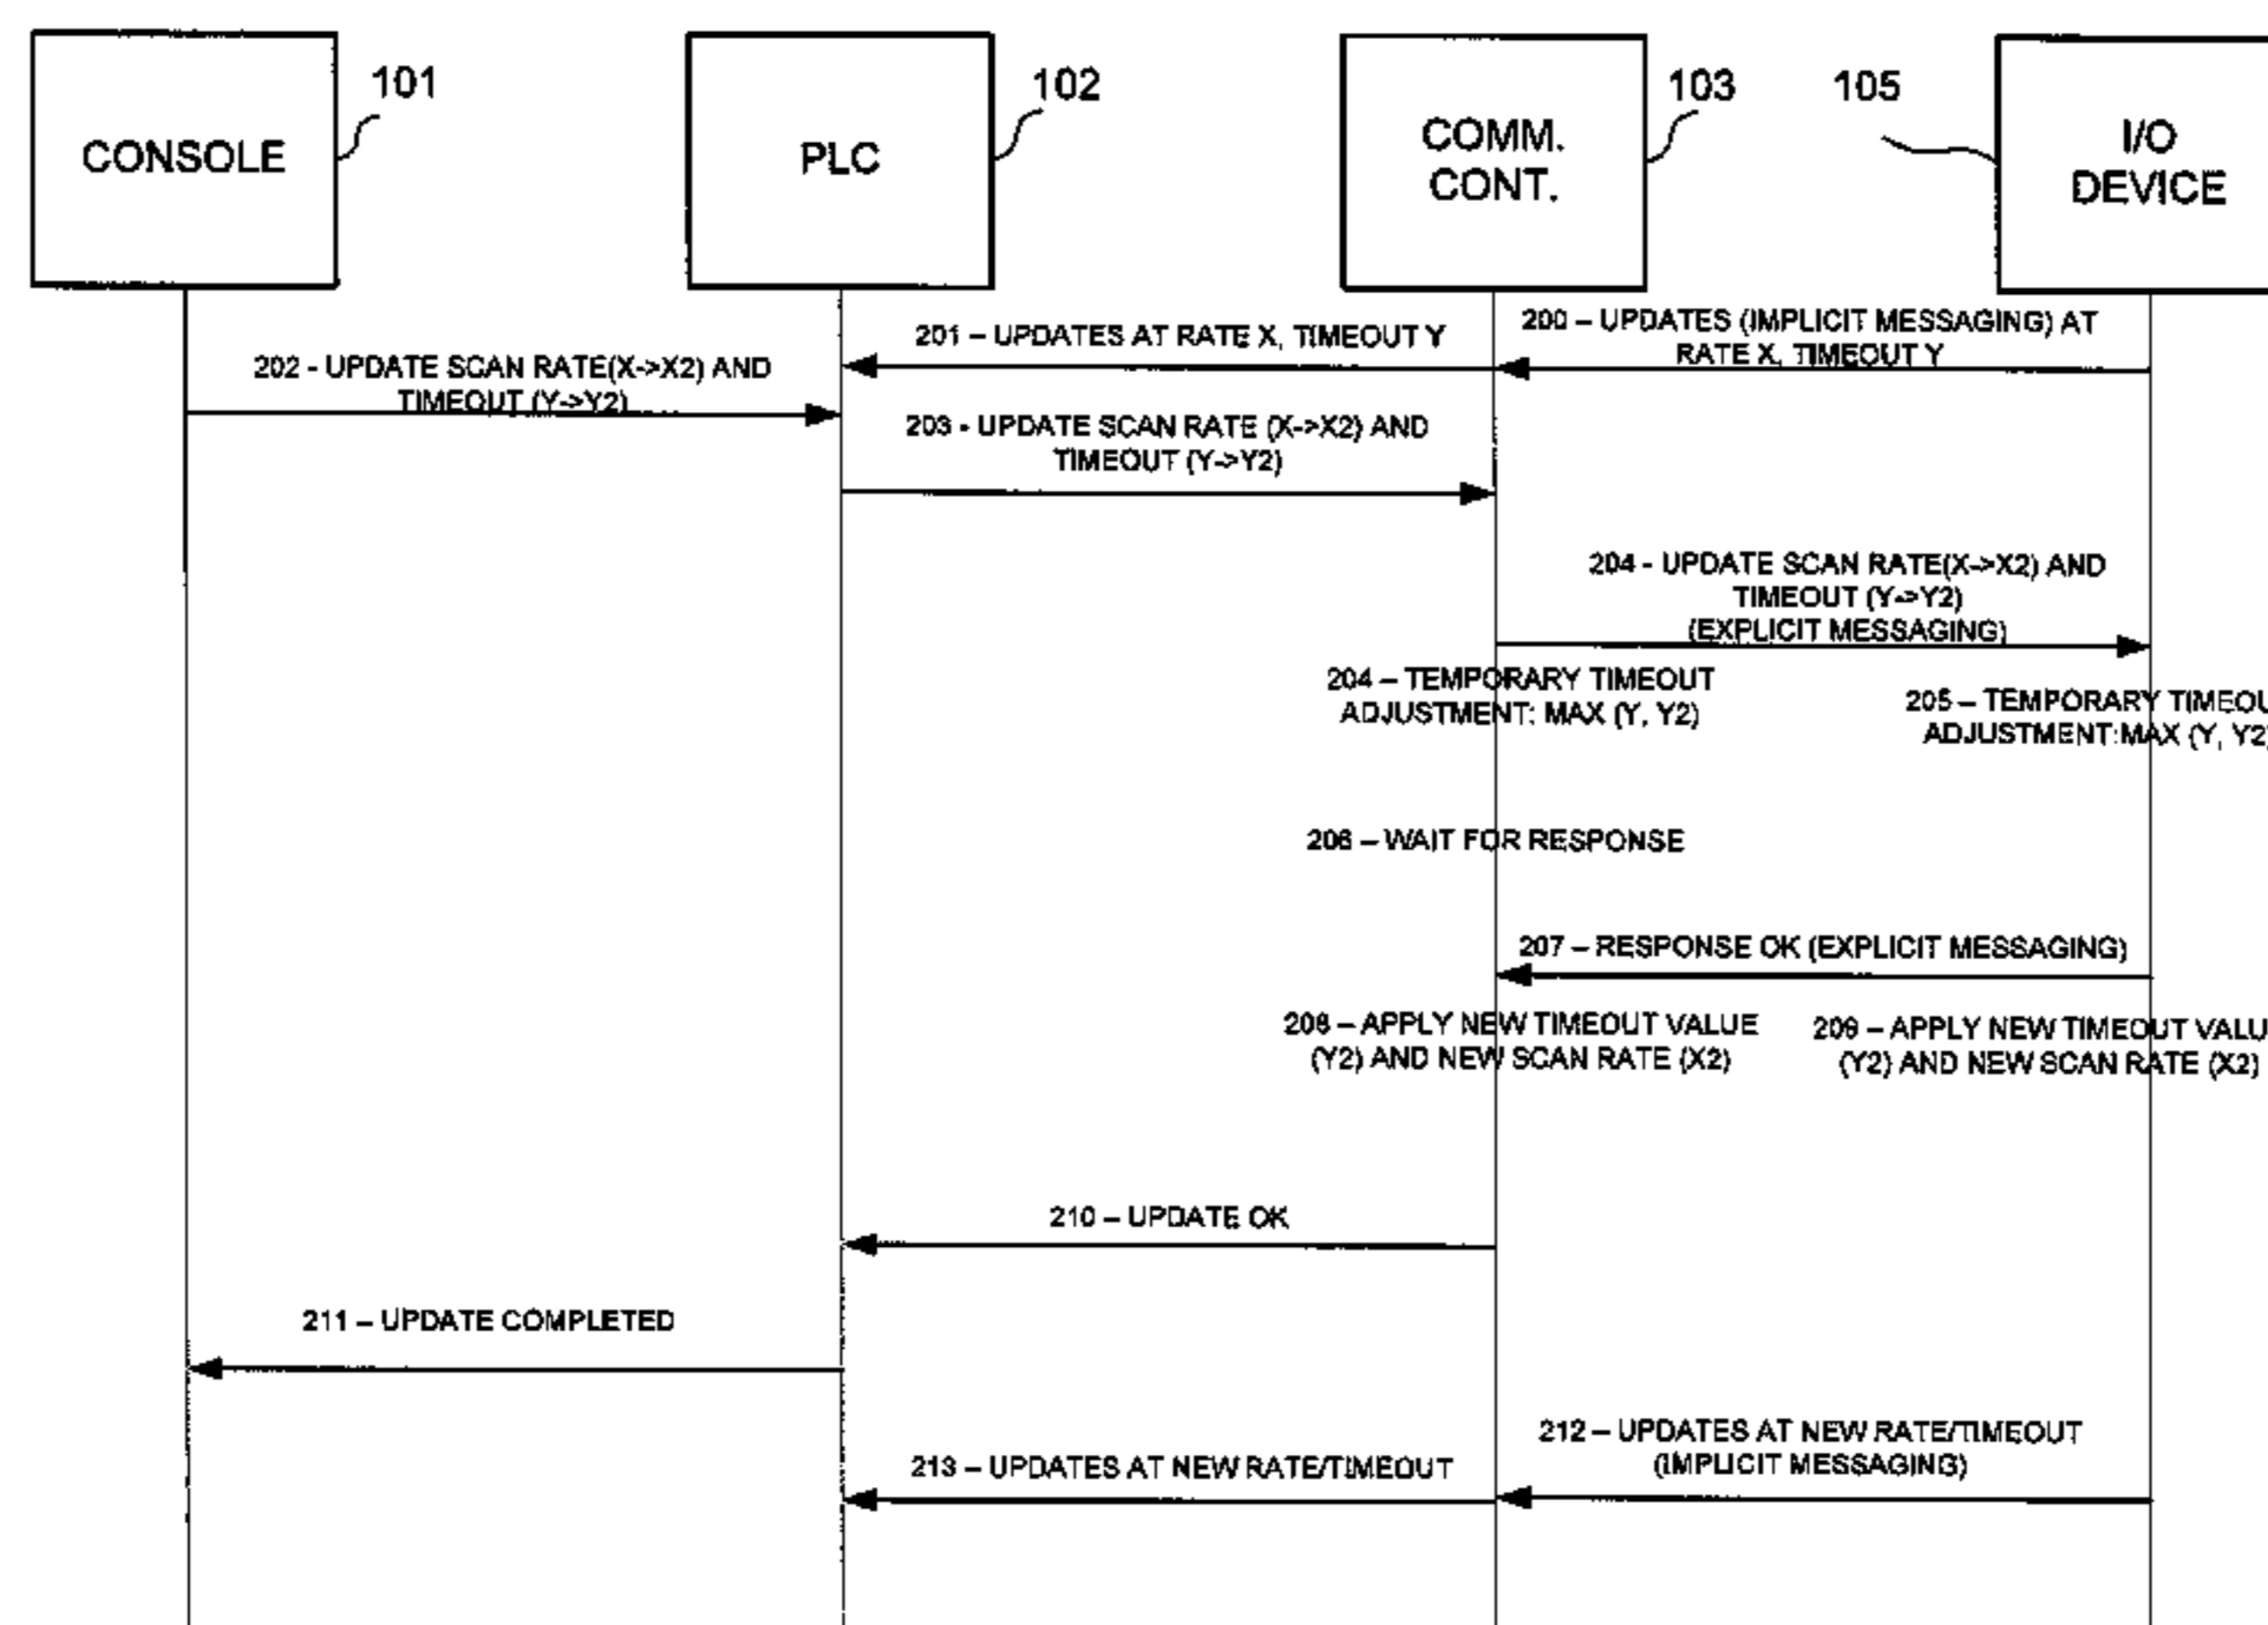 101
102
103
105
CONSOLE
PLC
COMM.
CONT.
I/O
DEVICE
200 – UPDATES (IMPLICIT MESSAGING) AT
RATE X, TIMEOUT Y
201 – UPDATES AT RATE X, TIMEOUT Y
202 - UPDATE SCAN RATE(X->X2) AND
TIMEOUT (Y->Y2)
203 - UPDATE SCAN RATE (X->X2) AND
TIMEOUT (Y->Y2)
204 - UPDATE SCAN RATE(X->X2) AND
TIMEOUT (Y->Y2)
(EXPLICIT MESSAGING)
204 – TEMPORARY TIMEOUT
ADJUSTMENT: MAX (Y, Y2)
205 – TEMPORARY TIMEOU
ADJUSTMENT:MAX (Y, Y2)
206 – WAIT FOR RESPONSE
207 – RESPONSE OK (EXPLICIT MESSAGING)
208 – APPLY NEW TIMEOUT VALUE
(Y2) AND NEW SCAN RATE (X2)
209 – APPLY NEW TIMEOUT VALU
(Y2) AND NEW SCAN RATE (X2)
210 – UPDATE OK
211 – UPDATE COMPLETED
212 – UPDATES AT NEW RATE/TIMEOUT
(IMPLICIT MESSAGING)
213 – UPDATES AT NEW RATE/TIMEOUT